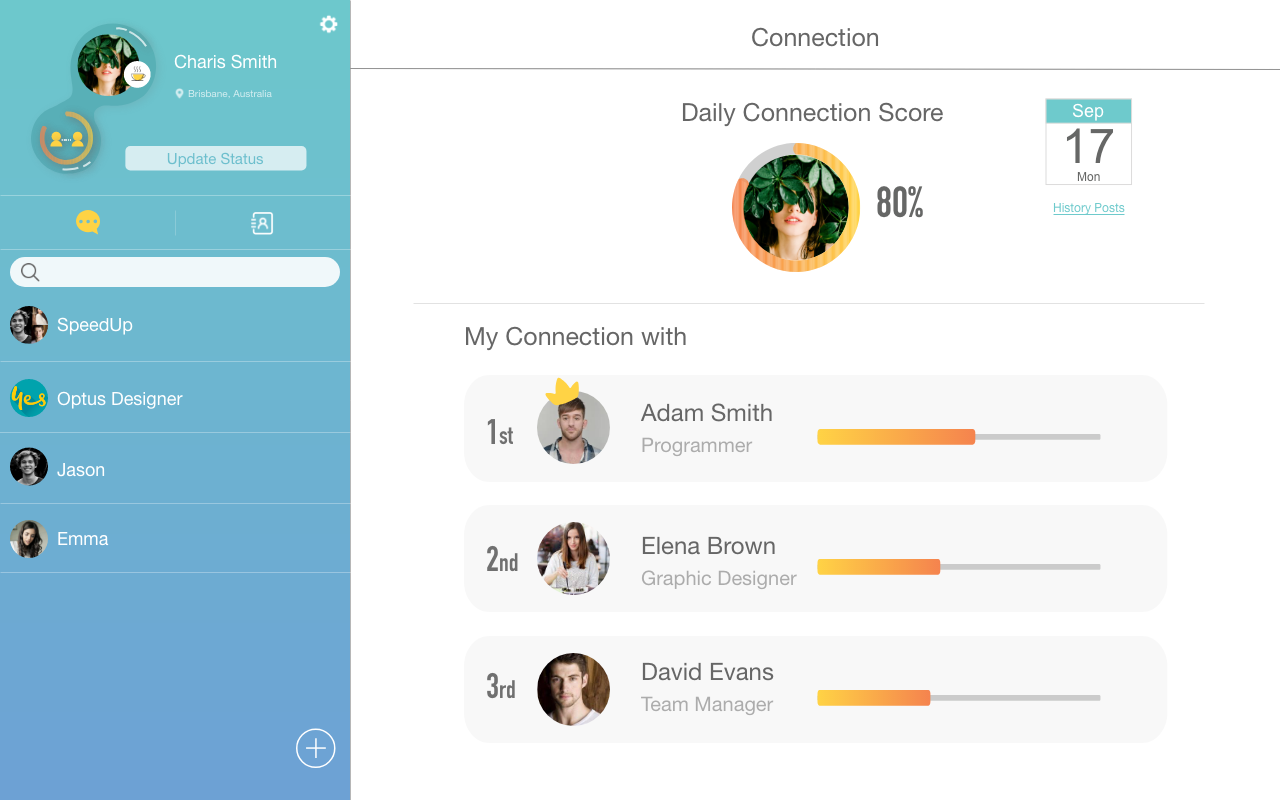 Charis Smith
Brisbane, Australia
Update Status
SpeedUp
yes
Optus Designer
Jason
Emma
Connection
Daily Connection Score
80%
Sep
17
Mon
History Posts
My Connection with
1st
Adam Smith
Programmer
2nd
Elena Brown
Graphic Designer
3rd
David Evans
Team Manager